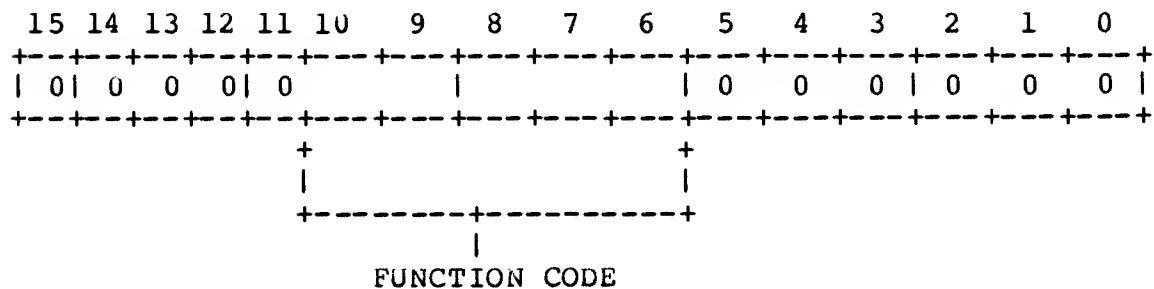 15 14 13 12 11 10 9 8 7 6 5 4 3 2 1 0
+---+---+---+---+---+---+---+---+---+---+---+---+---+---+---+
| 0| 0 0 0| 0 | | 0 0 0 | 0 0 0 |
+---+---+---+---+---+---+---+---+---+---+---+---+---+---+---+
+ +
| |
+--------+----------+
|
FUNCTION CODE